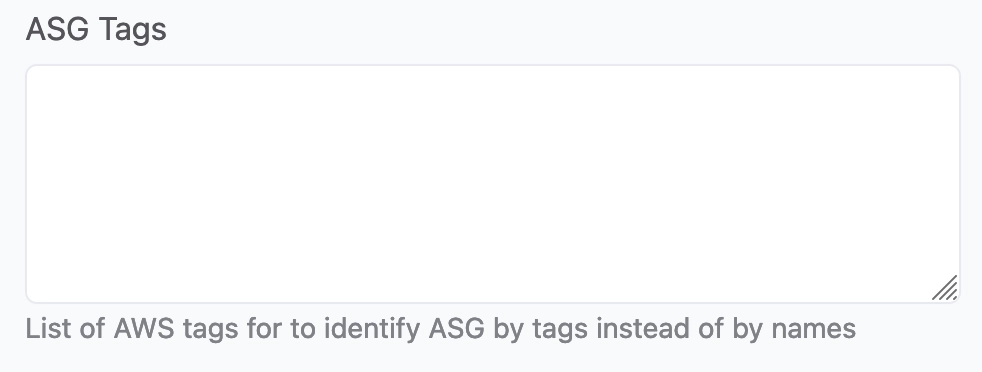 ASG Tags
List of AWS tags for to identify ASG by tags instead of by names